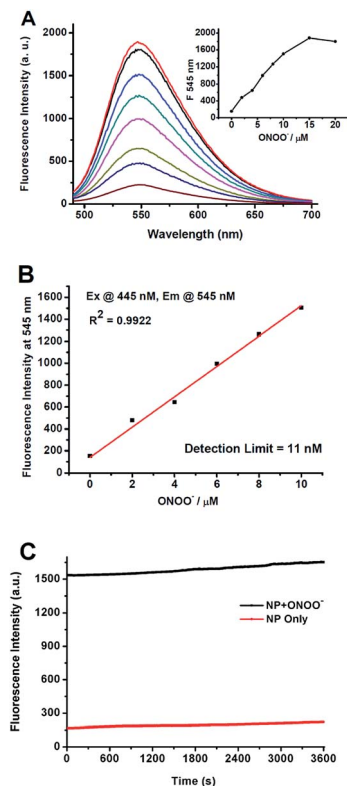 A
Fluorescence Intensity (a. u.)
2000
1500
1000
500
0
500
550
600
650
700
Wavelength (nm)
F 545 nm
2000
1600
1200
800
400
0
0 5 10 15 20
ONOO⁻/ μM
B
Fluorescence Intensity at 545 nm
1600
1400
1200
1000
800
600
400
200
0
Ex @ 445 nM, Em @ 545 nM
R² = 0.9922
Detection Limit = 11 nM
0 2 4 6 8 10
ONOO⁻ / μM
C
Fluorescence Intensity (a.u.)
1500
1200
900
600
300
0
NP+ONOO⁻
NP Only
0 600 1200 1800 2400 3000 3600
Time (s)